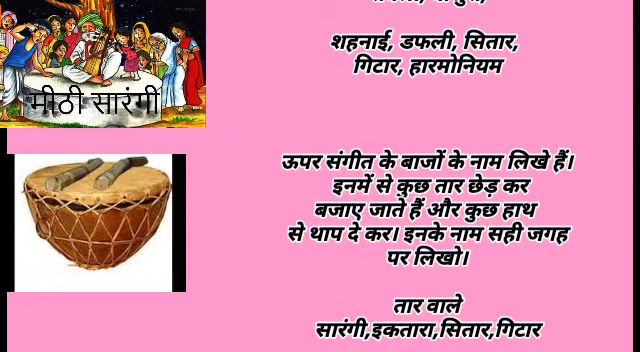 शहनाई, डफली, सितार,
गिटार, हारमोनियम
मीठी सारंगी
ऊपर संगीत के बाजों के नाम लिखे हैं।
इनमें से कुछ तार छेड़ कर
बजाए जाते हैं और कुछ हाथ
से थाप दे कर। इनके नाम सही जगह
पर लिखो।
तार वाले
सारंगी,इकतारा,सितार,गिटार